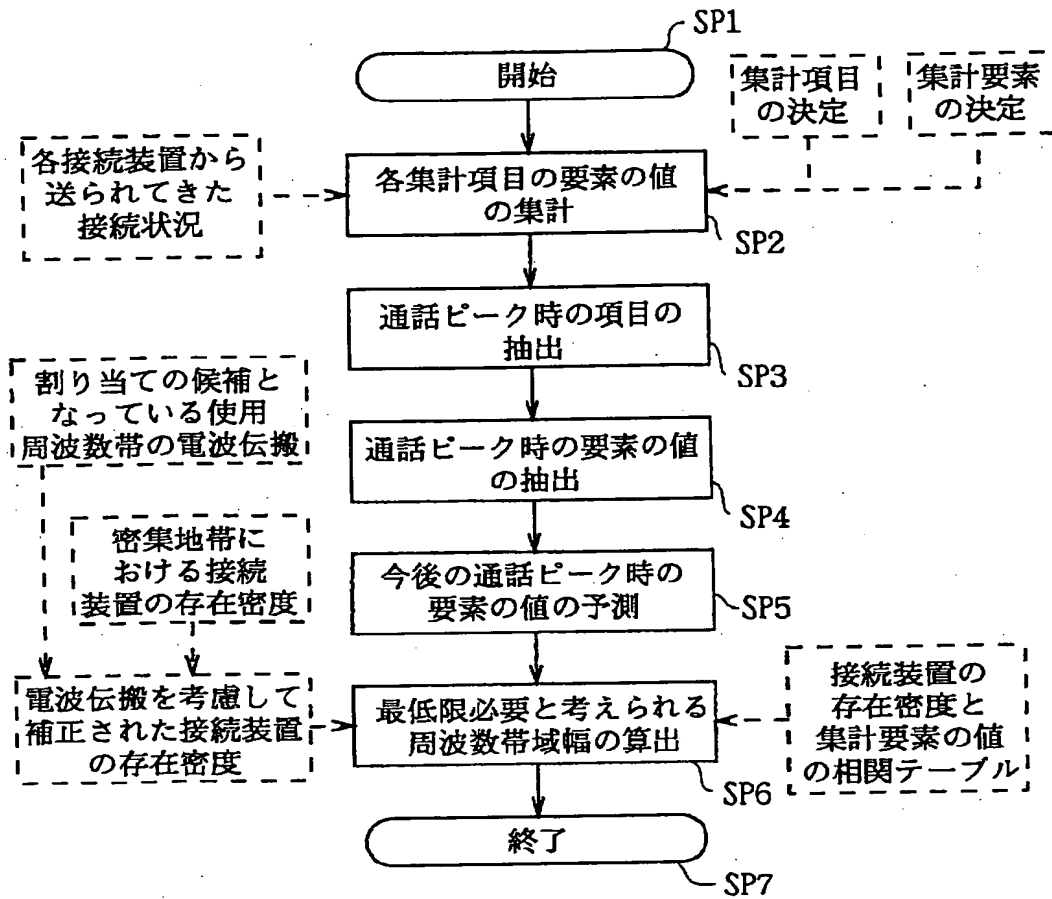 SP1
開始
集計項目
の決定
集計要素
の決定
各接続装置から
送られてきた
接続状況
各集計項目の要素の値
の集計
SP2
通話ピーク時の項目の
抽出
SP3
割り当ての候補と
なっている使用
周波数帯の電波伝搬
通話ピーク時の要素の値
の抽出
SP4
密集地帯に
おける接続
装置の存在密度
今後の通話ピーク時の
要素の値の予測
SP5
電波伝搬を考慮して
補正された接続装置
の存在密度
最低限必要と考えられる
周波数帯域幅の算出
SP6
接続装置の
存在密度と
集計要素の値
の相関テーブル
終了
SP7